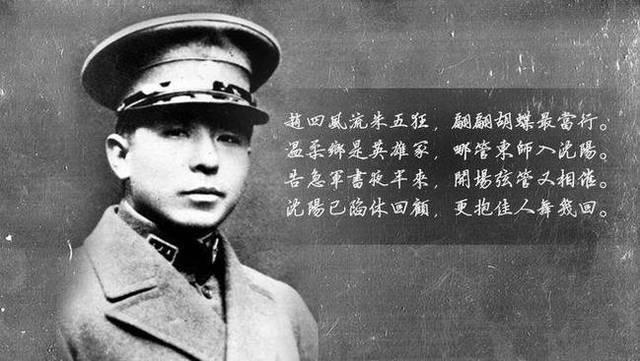 趙四風流朱五狂，翩翩胡蝶最當行。
溫柔鄉是英雄冢，哪管東師入沈陽。
告急軍書夜半來，開場弦管又相催。
沈陽已陷休回顧，更抱佳人舞幾回。